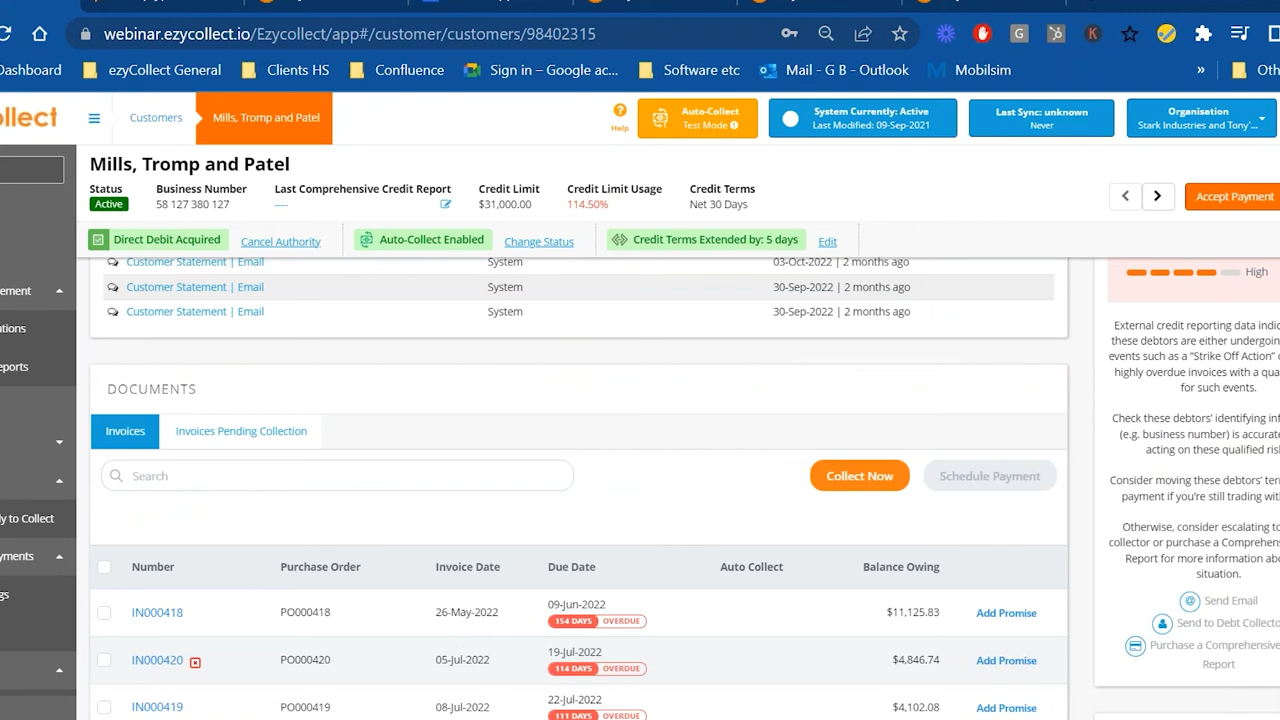 webinar.ezycollect.io/Ezycollect/app#/customer/customers/98402315
Dashboard
ezyCollect General
Clients HS
Confluence
Sign in – Google ac...
Software etc
Mail - G B - Outlook
Mobilsim
»
Oth
ollect
Customers
Mills, Tromp and Patel
Help
Auto-Collect
Test Mode
System Currently: Active
Last Modified: 09-Sep-2021
Last Sync: unknown
Never
Organisation
Stark Industries and Tony'...
Mills, Tromp and Patel
Status
Active
Business Number
58 127 380 127
Last Comprehensive Credit Report
----
Credit Limit
$31,000.00
Credit Limit Usage
114.50%
Credit Terms
Net 30 Days
Accept Payment
Direct Debit Acquired
Cancel Authority
Auto-Collect Enabled
Change Status
Credit Terms Extended by: 5 days
Edit
Customer Statement | Email System 03-Oct-2022 | 2 months ago
Customer Statement | Email System 30-Sep-2022 | 2 months ago
Customer Statement | Email System 30-Sep-2022 | 2 months ago
ement
ations
eports
y to Collect
yments
gs
DOCUMENTS
Invoices
Invoices Pending Collection
Search
Collect Now
Schedule Payment
Number Purchase Order Invoice Date Due Date Auto Collect Balance Owing
IN000418 PO000418 26-May-2022 09-Jun-2022 $11,125.83 Add Promise
154 DAYS OVERDUE
IN000420 PO000420 05-Jul-2022 19-Jul-2022 $4,846.74 Add Promise
114 DAYS OVERDUE
IN000419 PO000419 08-Jul-2022 22-Jul-2022 $4,102.08 Add Promise
111 DAYS OVERDUE
High
External credit reporting data indic
these debtors are either undergoin
events such as a "Strike Off Action" o
highly overdue invoices with a qua
for such events.
Check these debtors' identifying inf
(e.g. business number) is accurate
acting on these qualified risk
Consider moving these debtors' ter
payment if you're still trading with
Otherwise, consider escalating to
collector or purchase a Comprehens
Report for more information abo
situation.
Send Email
Send to Debt Collecto
Purchase a Comprehensive
Report